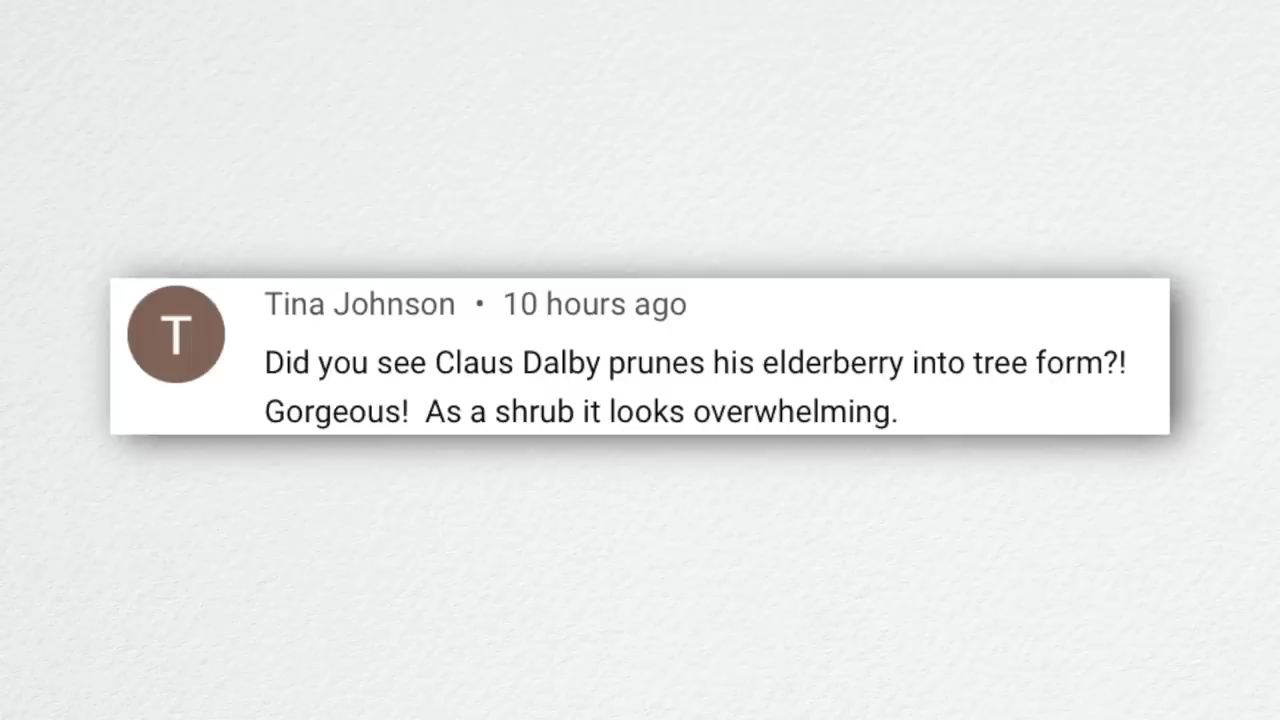 T
Tina Johnson • 10 hours ago
Did you see Claus Dalby prunes his elderberry into tree form?!
Gorgeous!  As a shrub it looks overwhelming.